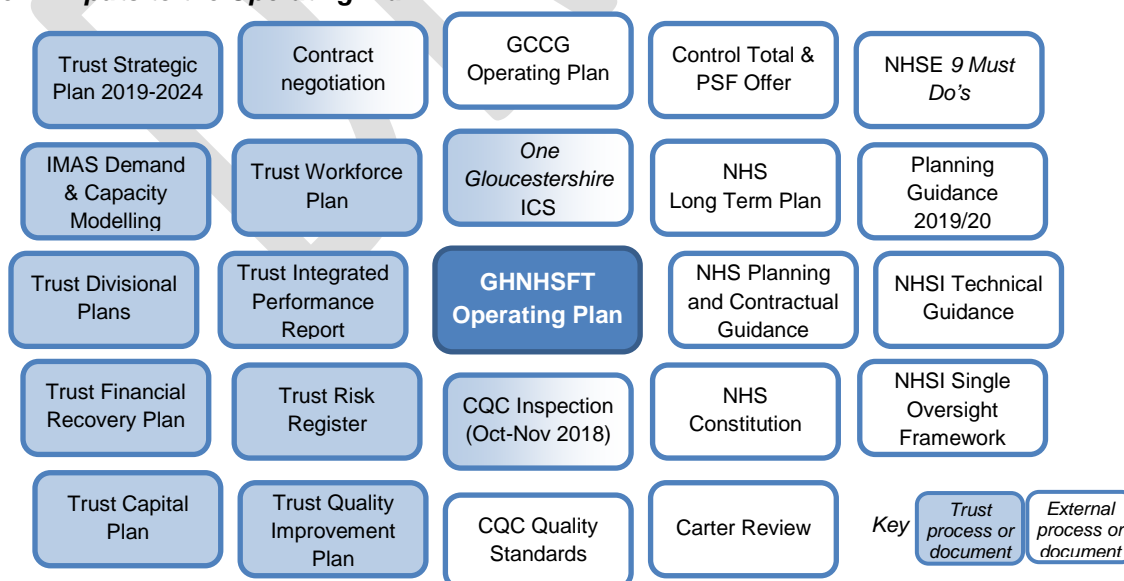 Trust Strategic
Plan 2019-2024
Contract
negotiation
GCCG
Operating Plan
Control Total &
PSF Offer
NHSE 9 Must
Do's
IMAS Demand
& Capacity
Modelling
Trust Workforce
Plan
One
Gloucestershire
ICS
NHS
Long Term Plan
Planning
Guidance
2019/20
Trust Divisional
Plans
Trust Integrated
Performance
Report
GHNHSFT
Operating Plan
NHS Planning
and Contractual
Guidance
NHSI Technical
Guidance
Trust Financial
Recovery Plan
Trust Risk
Register
CQC Inspection
(Oct-Nov 2018)
NHS
Constitution
NHSI Single
Oversight
Framework
Trust Capital
Plan
Trust Quality
Improvement
Plan
CQC Quality
Standards
Carter Review
Key
Trust
process or
document
External
process or
document